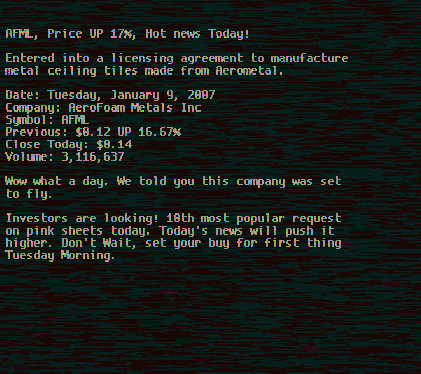 AFML, Price UP 17%, Hot news Today!
Entered into a licensing agreement to manufacture
metal ceiling tiles made from Aerometal.
Date: Tuesday, January 9, 2007
Company: AeroFoam Metals Inc
Symbol: AFML
Previous: $0.12 UP 16.67%
Close Today: $0.14
Volume: 3,116,637
Wow what a day. We told you this company was set
to fly.
Investors are looking! 10th most popular request
on pink sheets today. Today's news will push it
higher. Don't Wait, set your buy for first thing
Tuesday Morning.